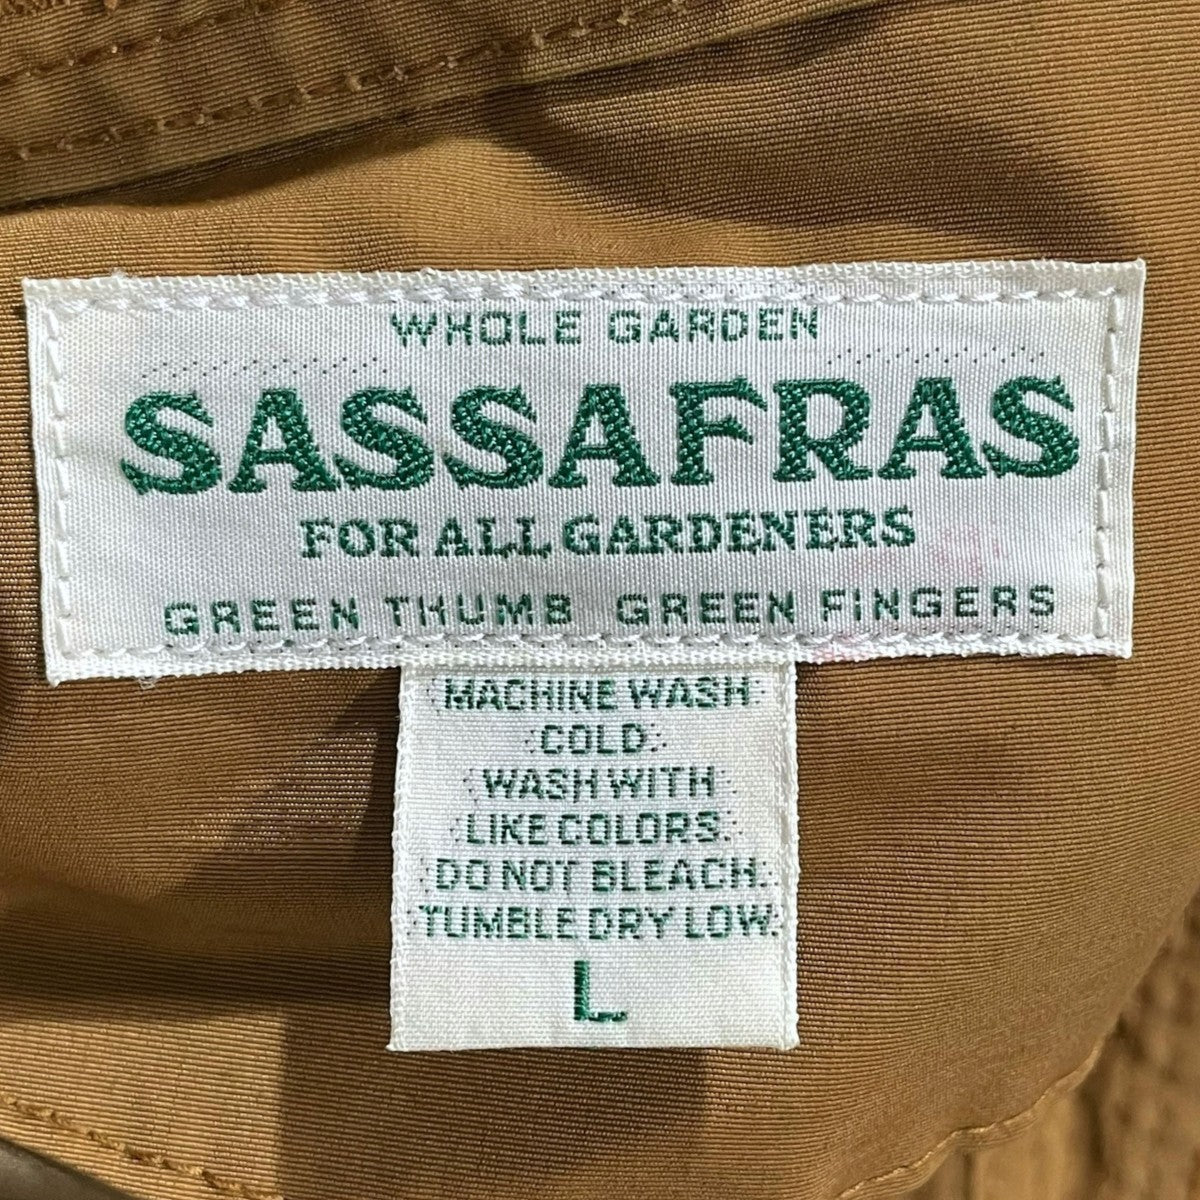 WHOLE GARDEN
SASSAFRAS
FOR ALL GARDENERS
GREEN THUMB GREEN FINGERS
MACHINE WASH
COLD
WASH WITH
LIKE COLORS
DO NOT BLEACH
TUMBLE DRY LOW
L